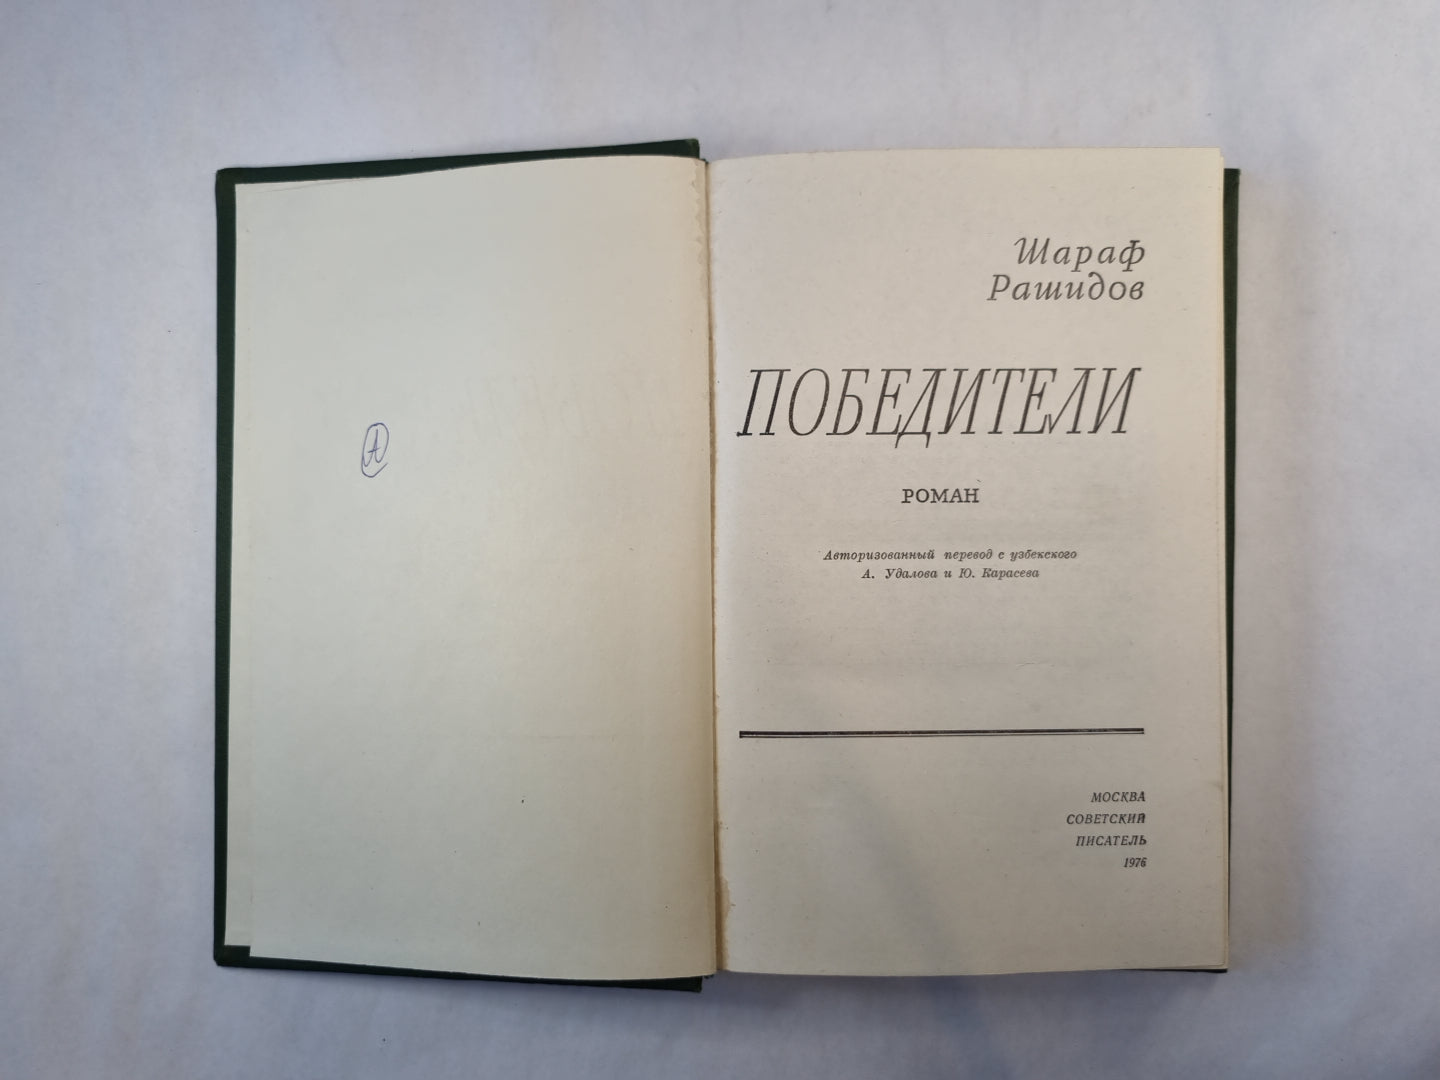 А
Шараф
Рашидов
ПОБЕДИТЕЛИ
РОМАН
Авторизованный перевод с узбекского
А. Удалова и Ю. Карасева
МОСКВА
СОВЕТСКИЙ
ПИСАТЕЛЬ
1976